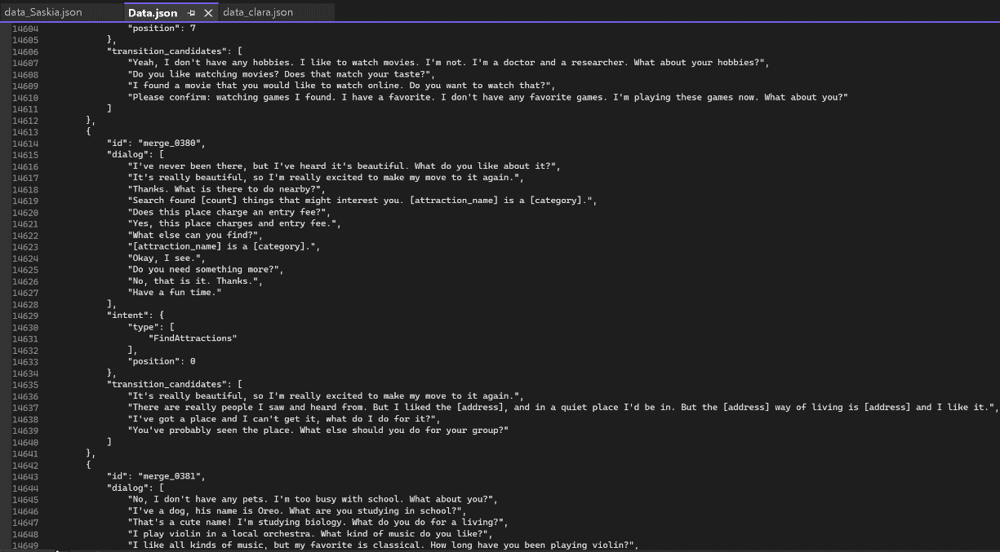 data_Saskia.json Data.json data_clara.json
14604 "position": 7
14605 },
14606 "transition_candidates": [
14607 "Yeah, I don't have any hobbies. I like to watch movies. I'm not. I'm a doctor and a researcher. What about your hobbies?",
14608 "Do you like watching movies? Does that match your taste?",
14609 "I found a movie that you would like to watch online. Do you want to watch that?",
14610 "Please confirm: watching games I found. I have a favorite. I don't have any favorite games. I'm playing these games now. What about you?"
14611 ]
14612 },
14613 {
14614 "id": "merge_0380",
14615 "dialog": [
14616 "I've never been there, but I've heard it's beautiful. What do you like about it?",
14617 "It's really beautiful, so I'm really excited to make my move to it again.",
14618 "Thanks. What is there to do nearby?",
14619 "Search found [count] things that might interest you. [attraction_name] is a [category].",
14620 "Does this place charge an entry fee?",
14621 "Yes, this place charges and entry fee.",
14622 "What else can you find?",
14623 "[attraction_name] is a [category].",
14624 "Okay, I see.",
14625 "Do you need something more?",
14626 "No, that is it. Thanks.",
14627 "Have a fun time."
14628 ],
14629 "intent": {
14630 "type": [
14631 "FindAttractions"
14632 ],
14633 "position": 0
14634 },
14635 "transition_candidates": [
14636 "It's really beautiful, so I'm really excited to make my move to it again.",
14637 "There are really people I saw and heard from. But I liked the [address], and in a quiet place I'd be in. But the [address] way of living is [address] and I like it.",
14638 "I've got a place and I can't get it, what do I do for it?",
14639 "You've probably seen the place. What else should you do for your group?"
14640 ]
14641 },
14642 {
14643 "id": "merge_0381",
14644 "dialog": [
14645 "No, I don't have any pets. I'm too busy with school. What about you?",
14646 "I've a dog, his name is Oreo. What are you studying in school?",
14647 "That's a cute name! I'm studying biology. What do you do for a living?",
14648 "I play violin in a local orchestra. What kind of music do you like?",
14649 "I like all kinds of music, but my favorite is classical. How long have you been playing violin?",